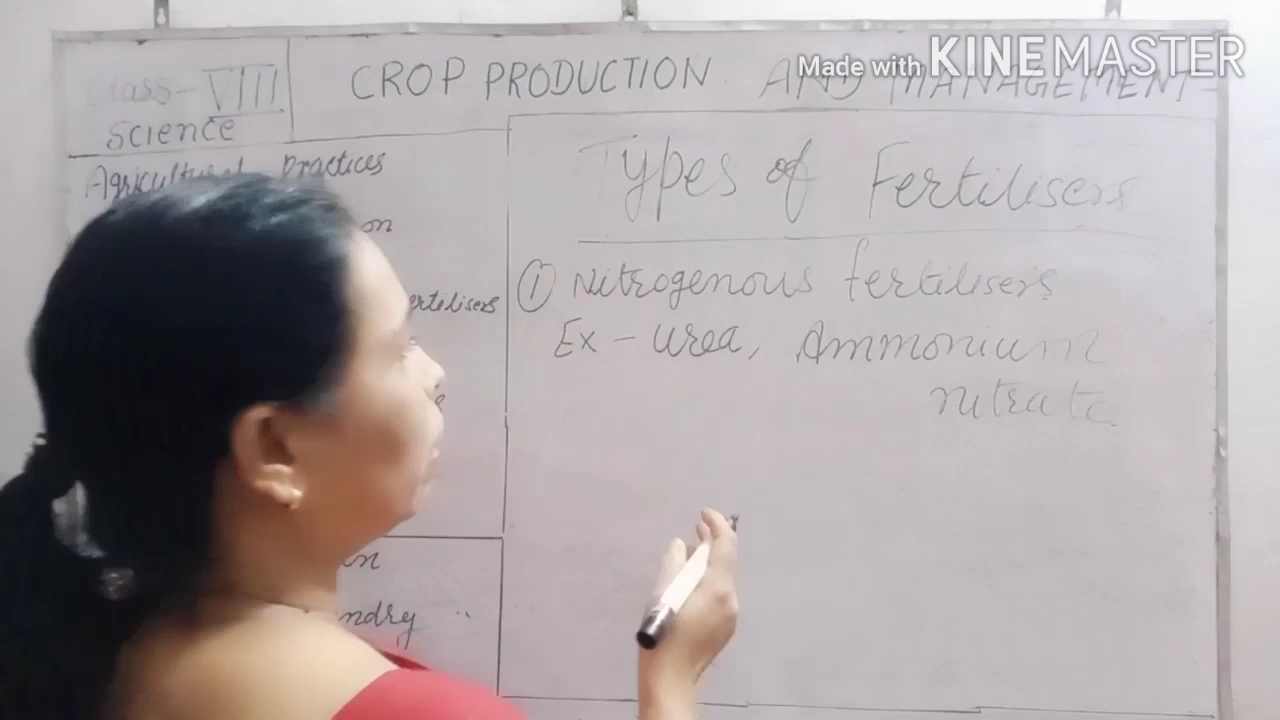 Made with KINEMASTER
Class - VIII
Science
CROP PRODUCTION AND MANAGEMENT
Agricultural Practices
on
ertilisers
in
ndry
Types of Fertilisers
① Nitrogenous fertilisers
Ex - Urea, Ammonium
nitrate